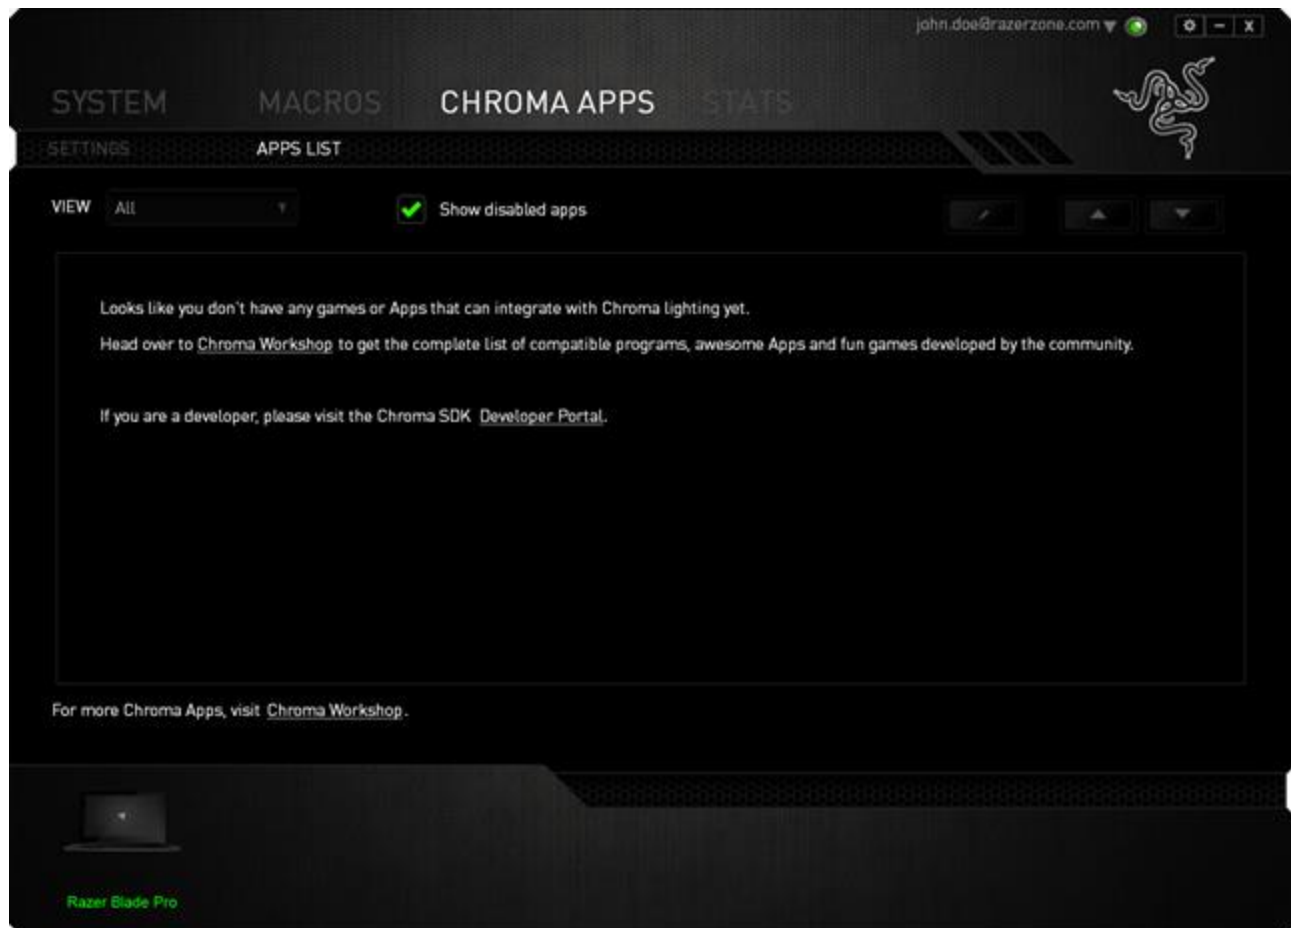 john.doe@razerzone.com
SYSTEM MACROS CHROMA APPS STATS
SETTINGS APPS LIST
VIEW All Show disabled apps
Looks like you don't have any games or Apps that can integrate with Chroma lighting yet.
Head over to Chroma Workshop to get the complete list of compatible programs, awesome Apps and fun games developed by the community.
If you are a developer, please visit the Chroma SDK Developer Portal.
For more Chroma Apps, visit Chroma Workshop.
Razer Blade Pro